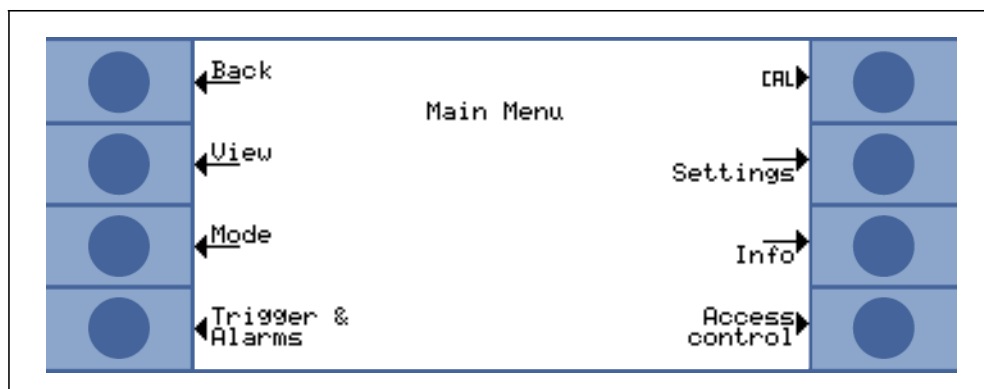 Back
CAL
Main Menu
View
Settings
Mode
Info
Trigger &
Alarms
Access
control